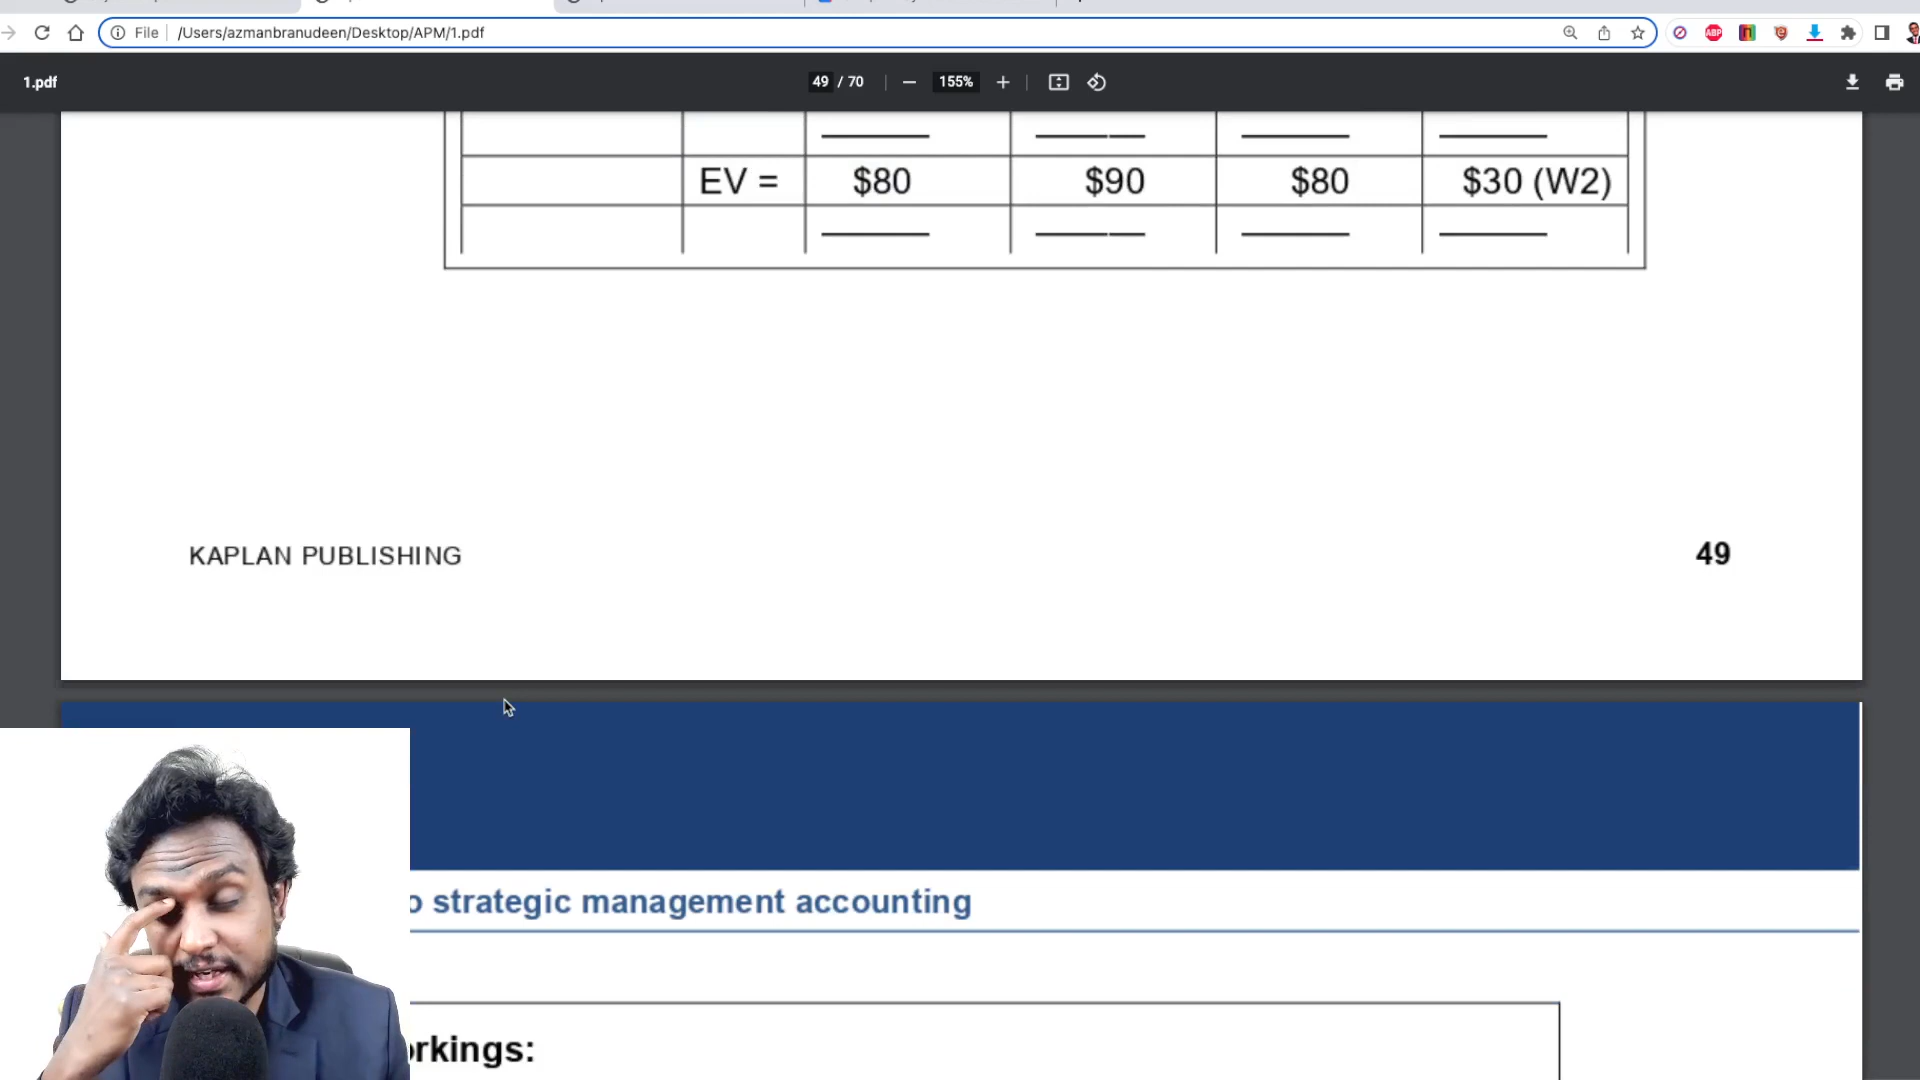 File
/Users/azmanbranudeen/Desktop/APM/1.pdf
ABP
1.pdf
49 / 70
155%
EV = $80 $90 $80 $30 (W2)
KAPLAN PUBLISHING
49
o strategic management accounting
rkings: